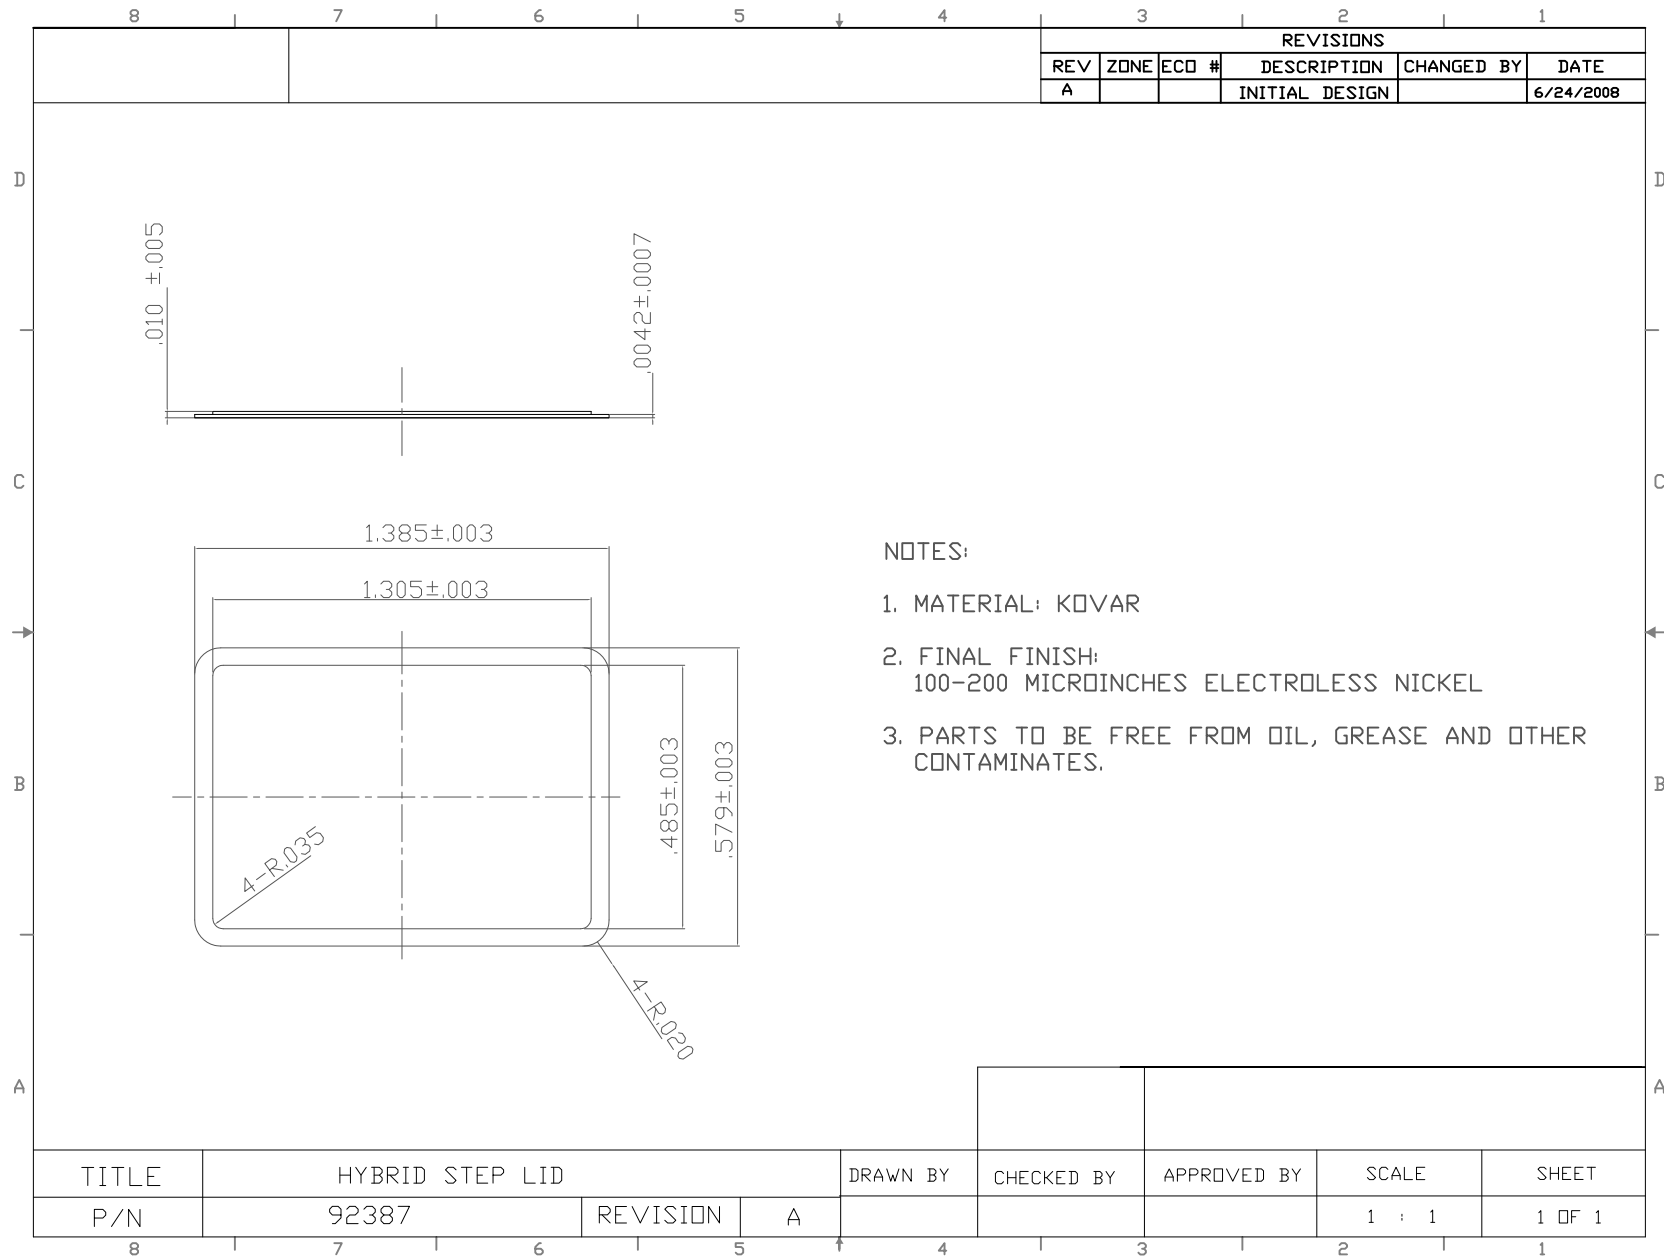 8 7 6 5 4 3 2 1
REVISIONS
REV ZONE ECO # DESCRIPTION CHANGED BY DATE
A INITIAL DESIGN 6/24/2008
D D
.010 ±.005
.0042±.0007
C C
1.385±.003
1.305±.003
.485±.003
.579±.003
4-R.035
4-R.020
NOTES:
1. MATERIAL: KOVAR
2. FINAL FINISH:
100-200 MICROINCHES ELECTROLESS NICKEL
3. PARTS TO BE FREE FROM OIL, GREASE AND OTHER
CONTAMINATES.
B B
A A
TITLE HYBRID STEP LID DRAWN BY CHECKED BY APPROVED BY SCALE SHEET
P/N 92387 REVISION A 1 : 1 1 OF 1
8 7 6 5 4 3 2 1